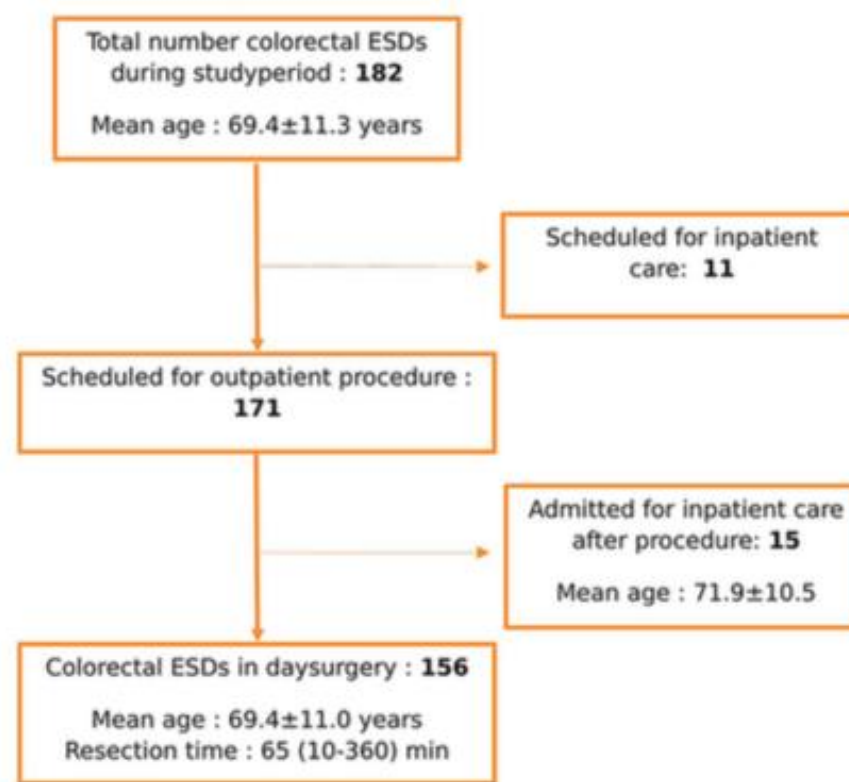 Total number colorectal ESDs
during studyperiod : 182
Mean age : 69.4±11.3 years
Scheduled for inpatient
care: 11
Scheduled for outpatient procedure :
171
Admitted for inpatient care
after procedure: 15
Mean age : 71.9±10.5
Colorectal ESDs in daysurgery : 156
Mean age : 69.4±11.0 years
Resection time : 65 (10-360) min